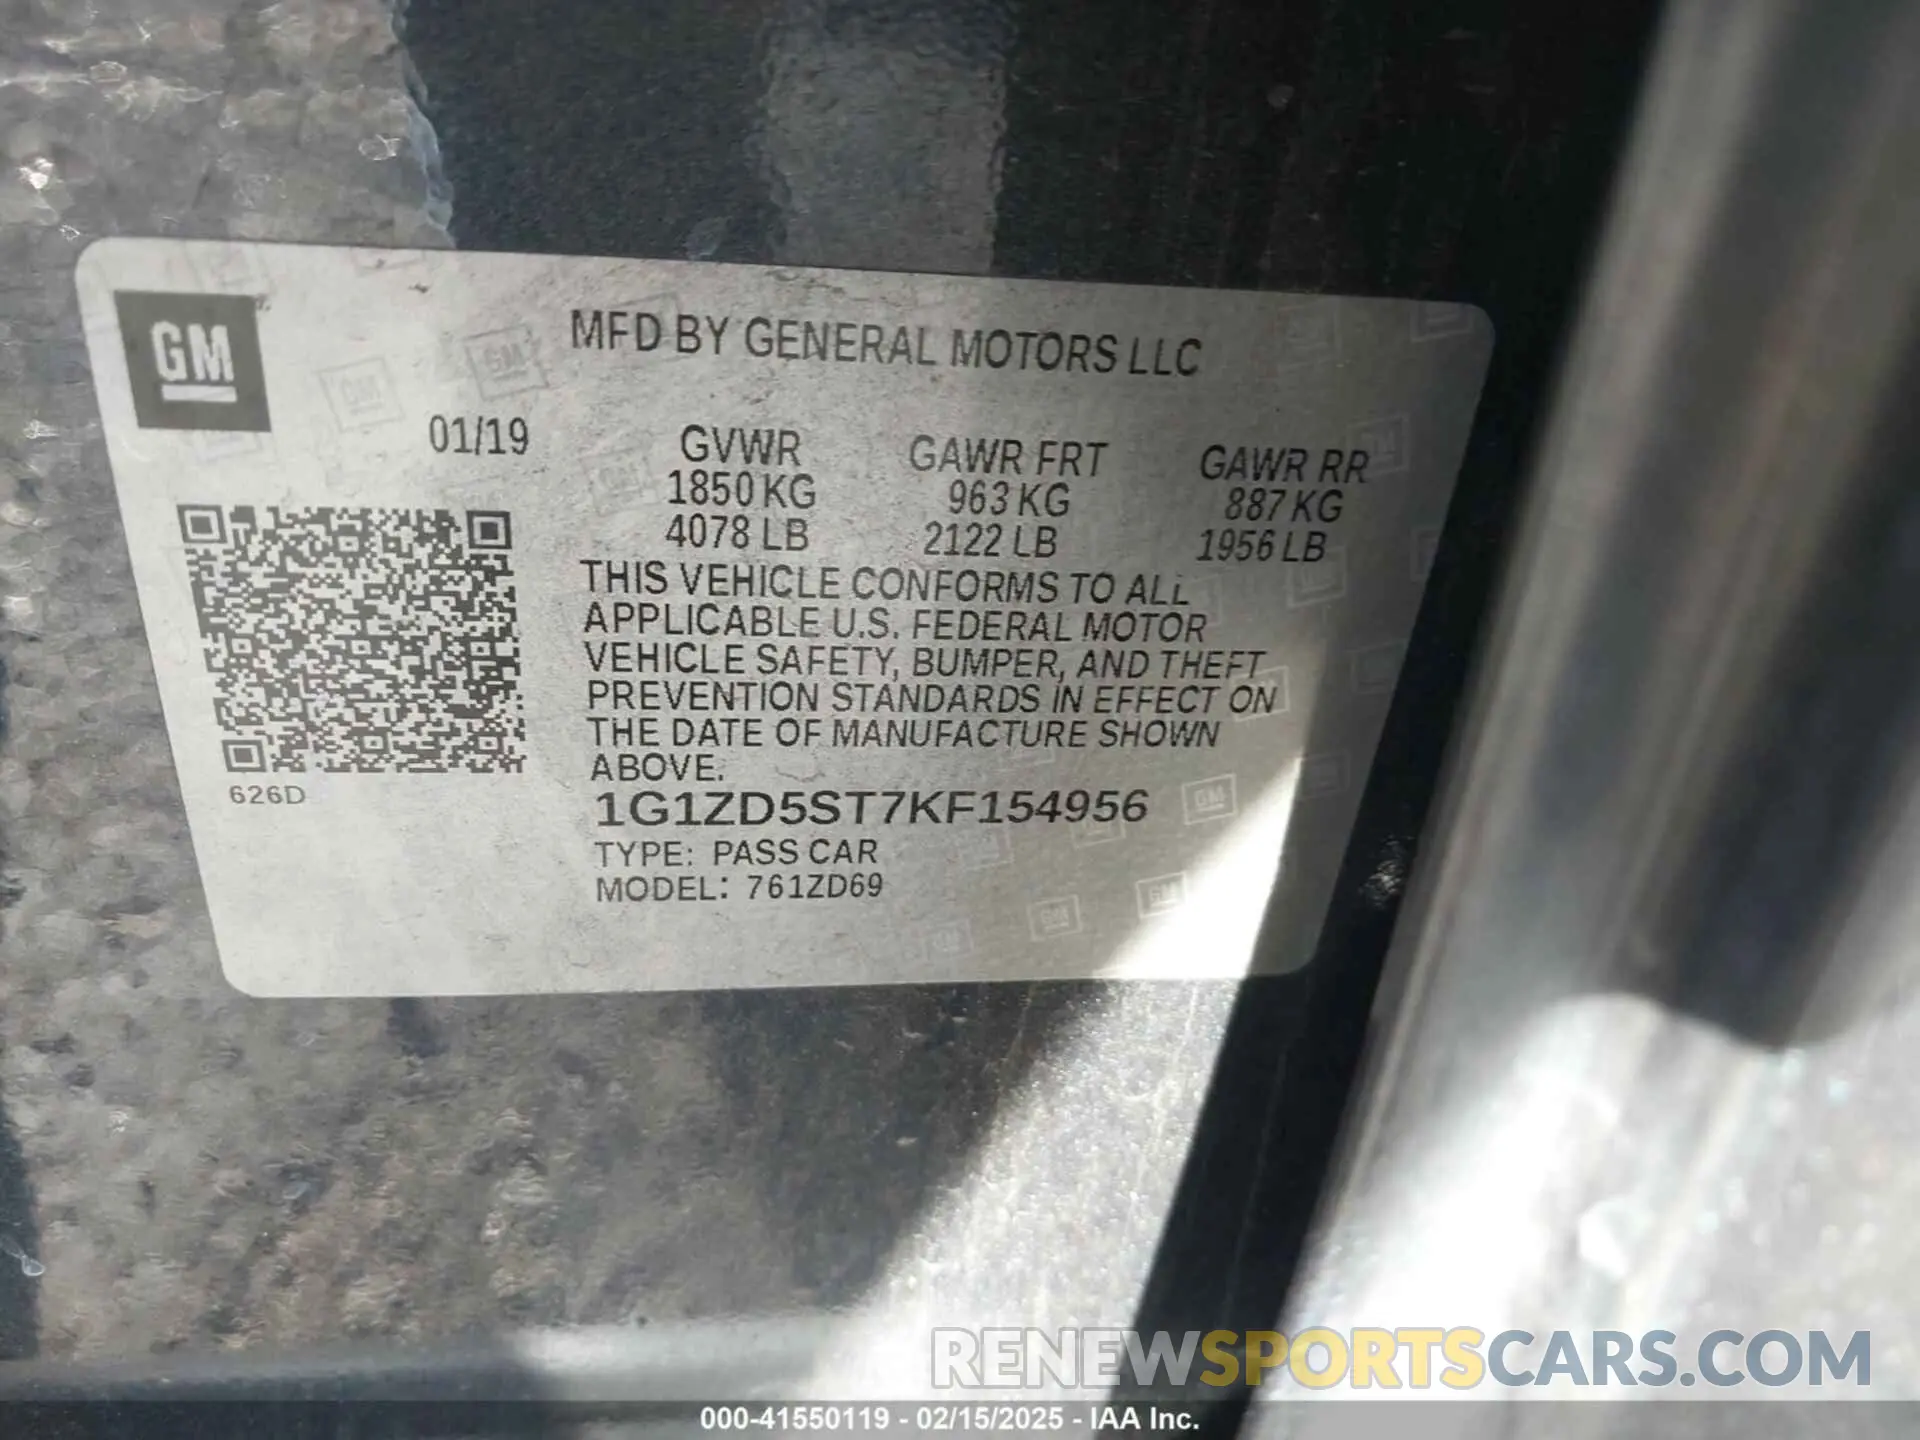 GM
MFD BY GENERAL MOTORS LLC
01/19
GVWR GAWR FRT GAWR RR
1850 KG 963 KG 887 KG
4078 LB 2122 LB 1956 LB
THIS VEHICLE CONFORMS TO ALL
APPLICABLE U.S. FEDERAL MOTOR
VEHICLE SAFETY, BUMPER, AND THEFT
PREVENTION STANDARDS IN EFFECT ON
THE DATE OF MANUFACTURE SHOWN
ABOVE.
626D
1G1ZD5ST7KF154956
TYPE: PASS CAR
MODEL: 761ZD69
RENEWSPORTSCARS.COM
000-41550119 - 02/15/2025 - IAA Inc.